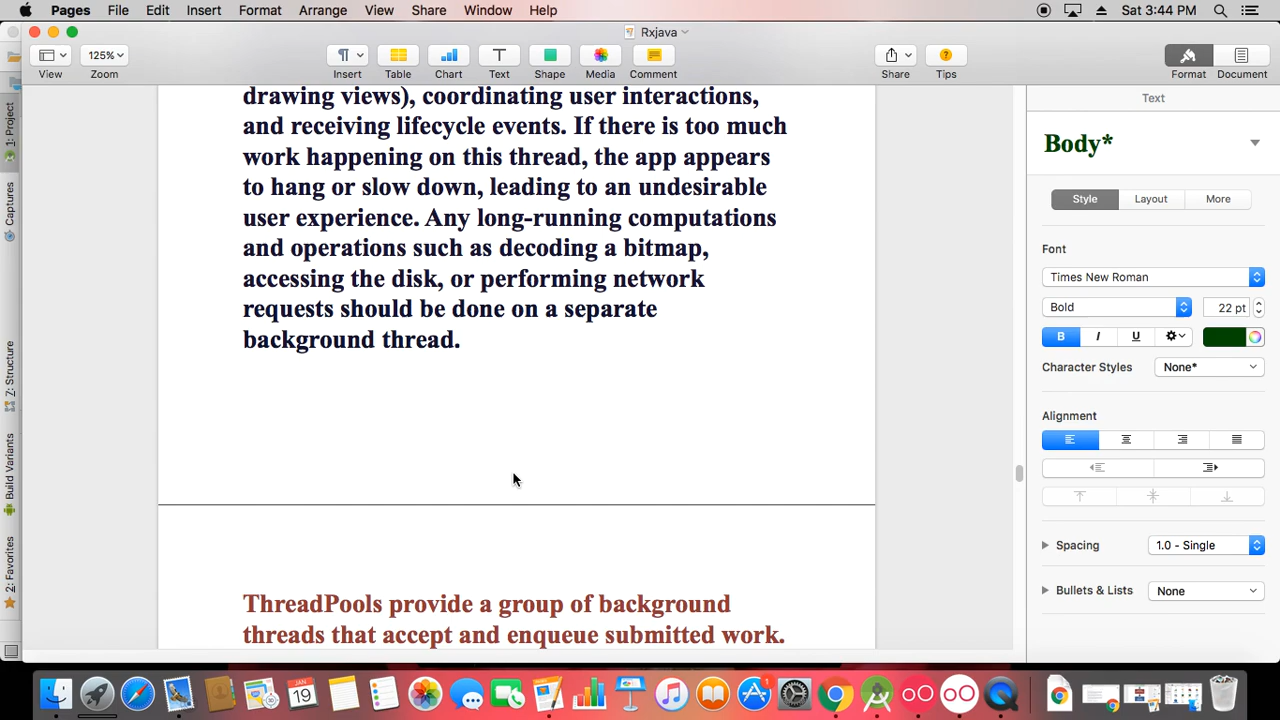 Pages File Edit Insert Format Arrange View Share Window Help
Sat 3:44 PM
Rxjava
125%
View Zoom Insert Table Chart Text Shape Media Comment Share Tips Format Document
1: Project
Captures
Z: Structure
Build Variants
2: Favorites
drawing views), coordinating user interactions,
and receiving lifecycle events. If there is too much
work happening on this thread, the app appears
to hang or slow down, leading to an undesirable
user experience. Any long-running computations
and operations such as decoding a bitmap,
accessing the disk, or performing network
requests should be done on a separate
background thread.
ThreadPools provide a group of background
threads that accept and enqueue submitted work.
Text
Body*
Style Layout More
Font
Times New Roman
Bold 22 pt
B I U
Character Styles None*
Alignment
Spacing 1.0 - Single
Bullets & Lists None
JAN
19
1